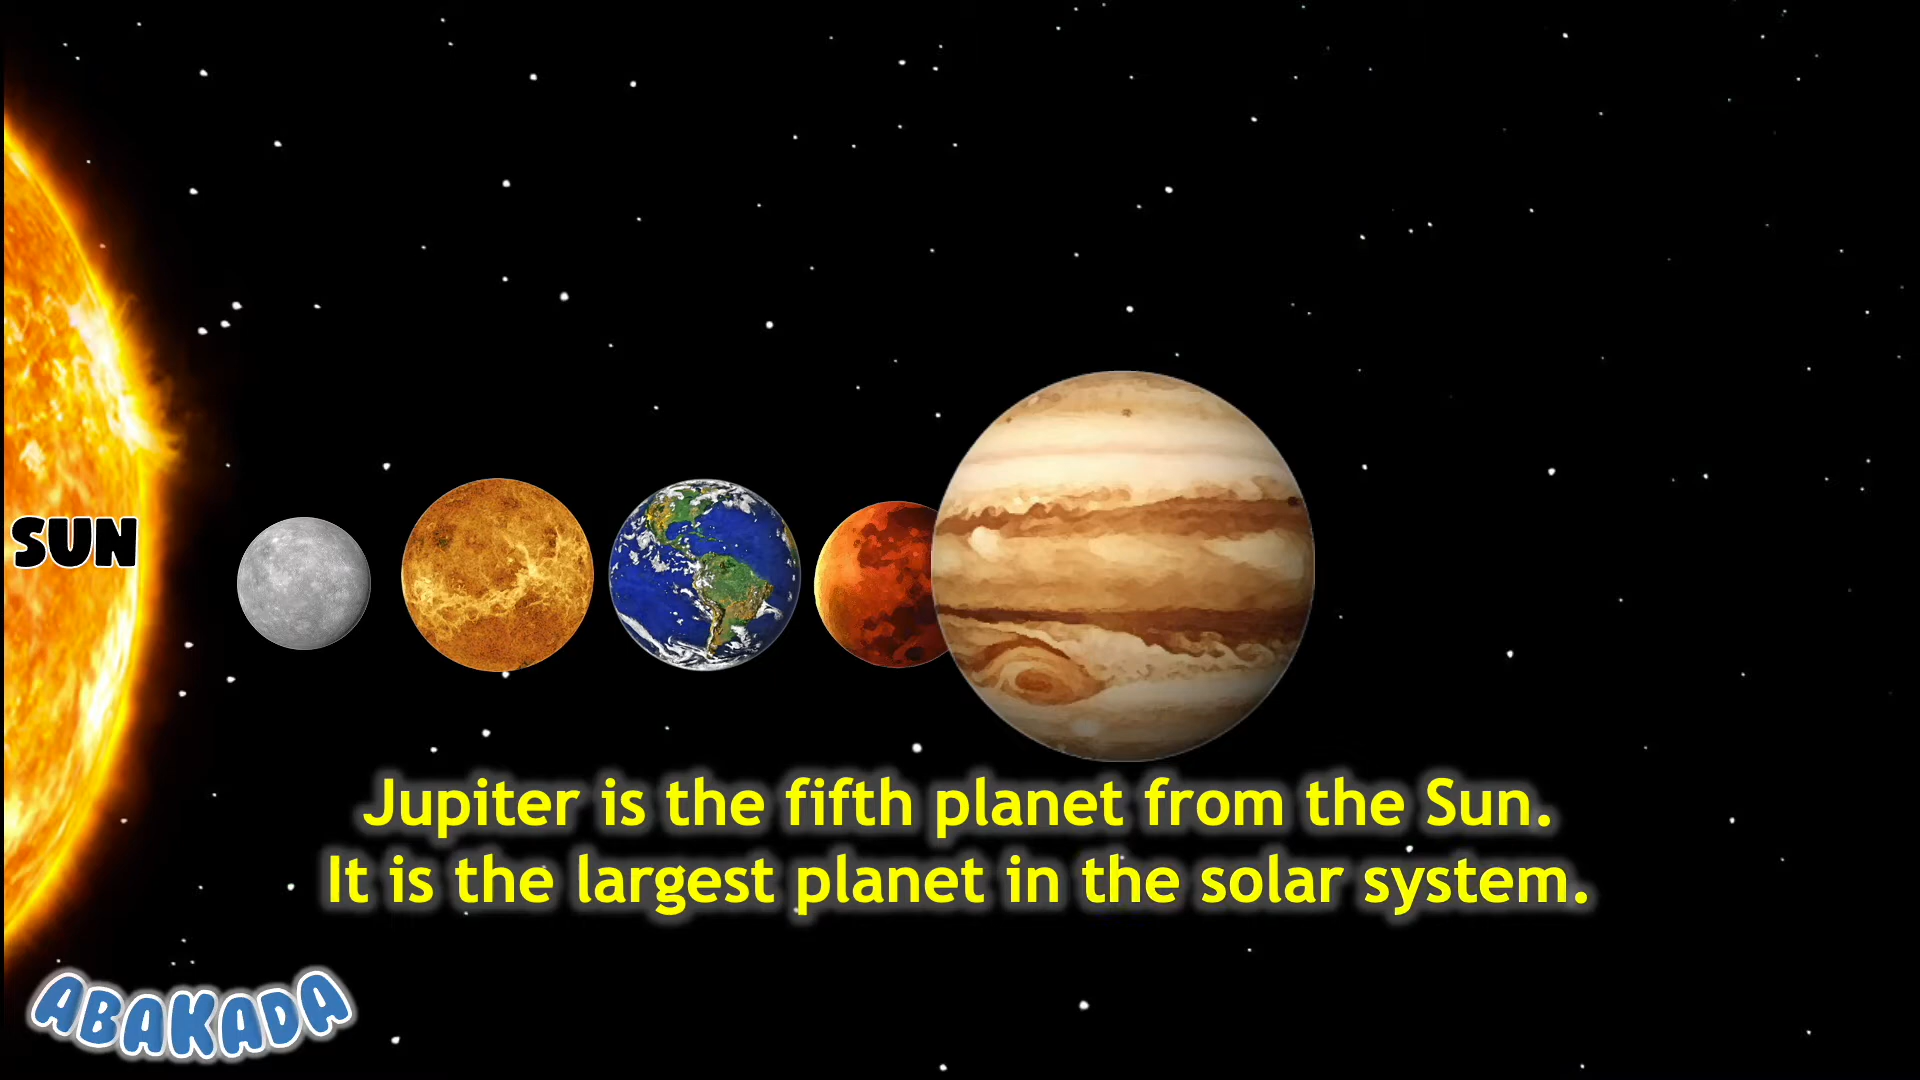 SUN
Jupiter is the fifth planet from the Sun.
It is the largest planet in the solar system.
ABAKADA